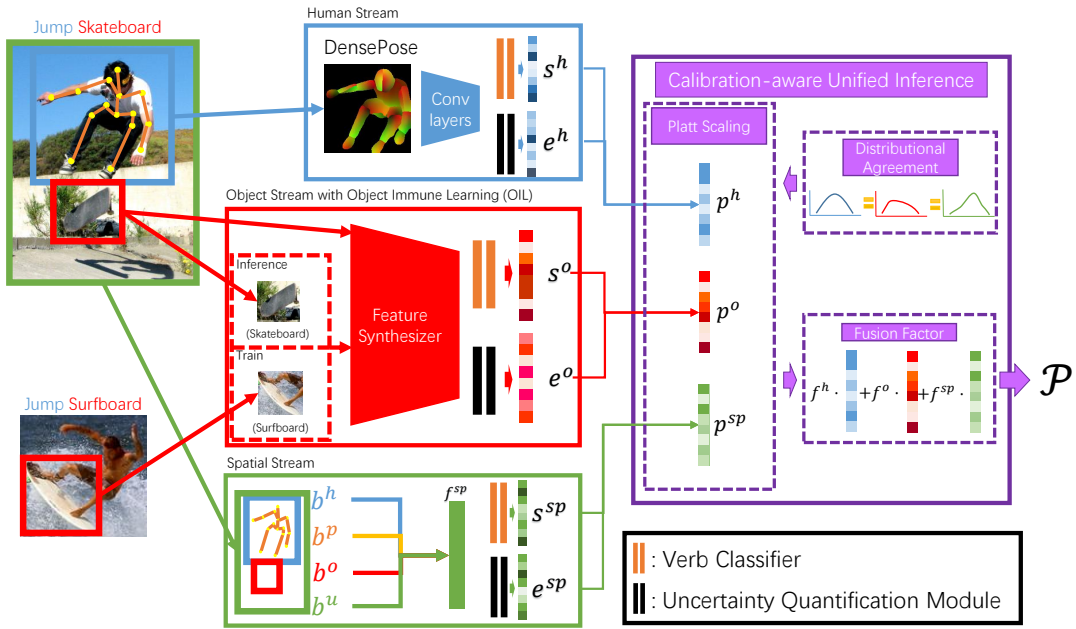 Jump Skateboard
Human Stream
DensePose
Conv
layers
s^h
e^h
Object Stream with Object Immune Learning (OIL)
Inference
(Skateboard)
Train
(Surfboard)
Feature
Synthesizer
s^o
e^o
Jump Surfboard
Spatial Stream
b^h
b^p
b^o
b^u
f^sp
s^sp
e^sp
Calibration-aware Unified Inference
Platt Scaling
p^h
p^o
p^sp
Distributional
Agreement
=
=
Fusion Factor
f^h · +f^o · +f^sp ·
𝒫
: Verb Classifier
: Uncertainty Quantification Module